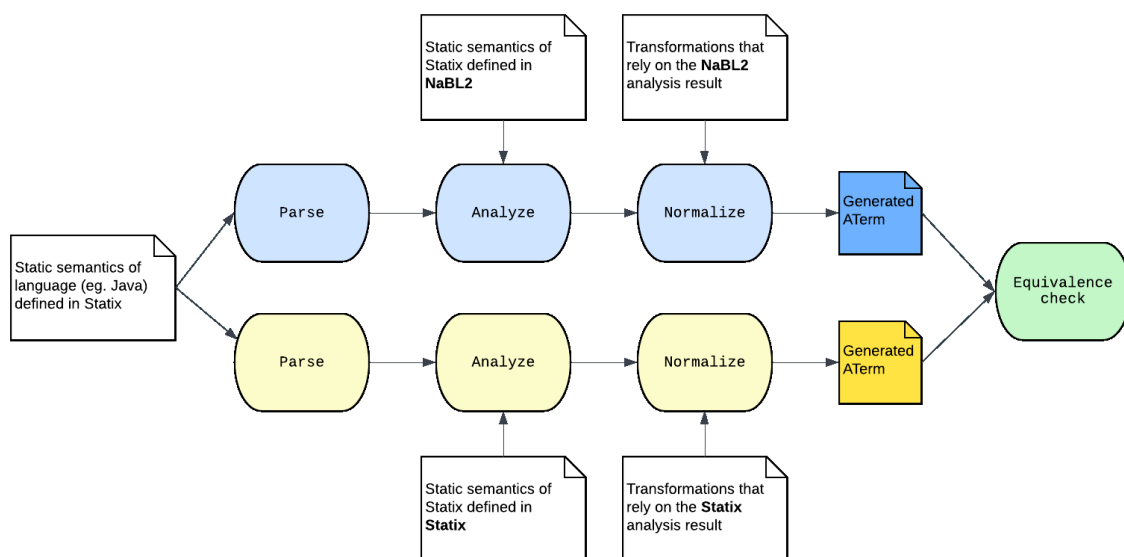 Static semantics of
Statix defined in
NaBL2
Transformations that
rely on the NaBL2
analysis result
Parse
Analyze
Normalize
Generated
ATerm
Static semantics of
language (eg. Java)
defined in Statix
Equivalence
check
Parse
Analyze
Normalize
Generated
ATerm
Static semantics of
Statix defined in
Statix
Transformations that
rely on the Statix
analysis result